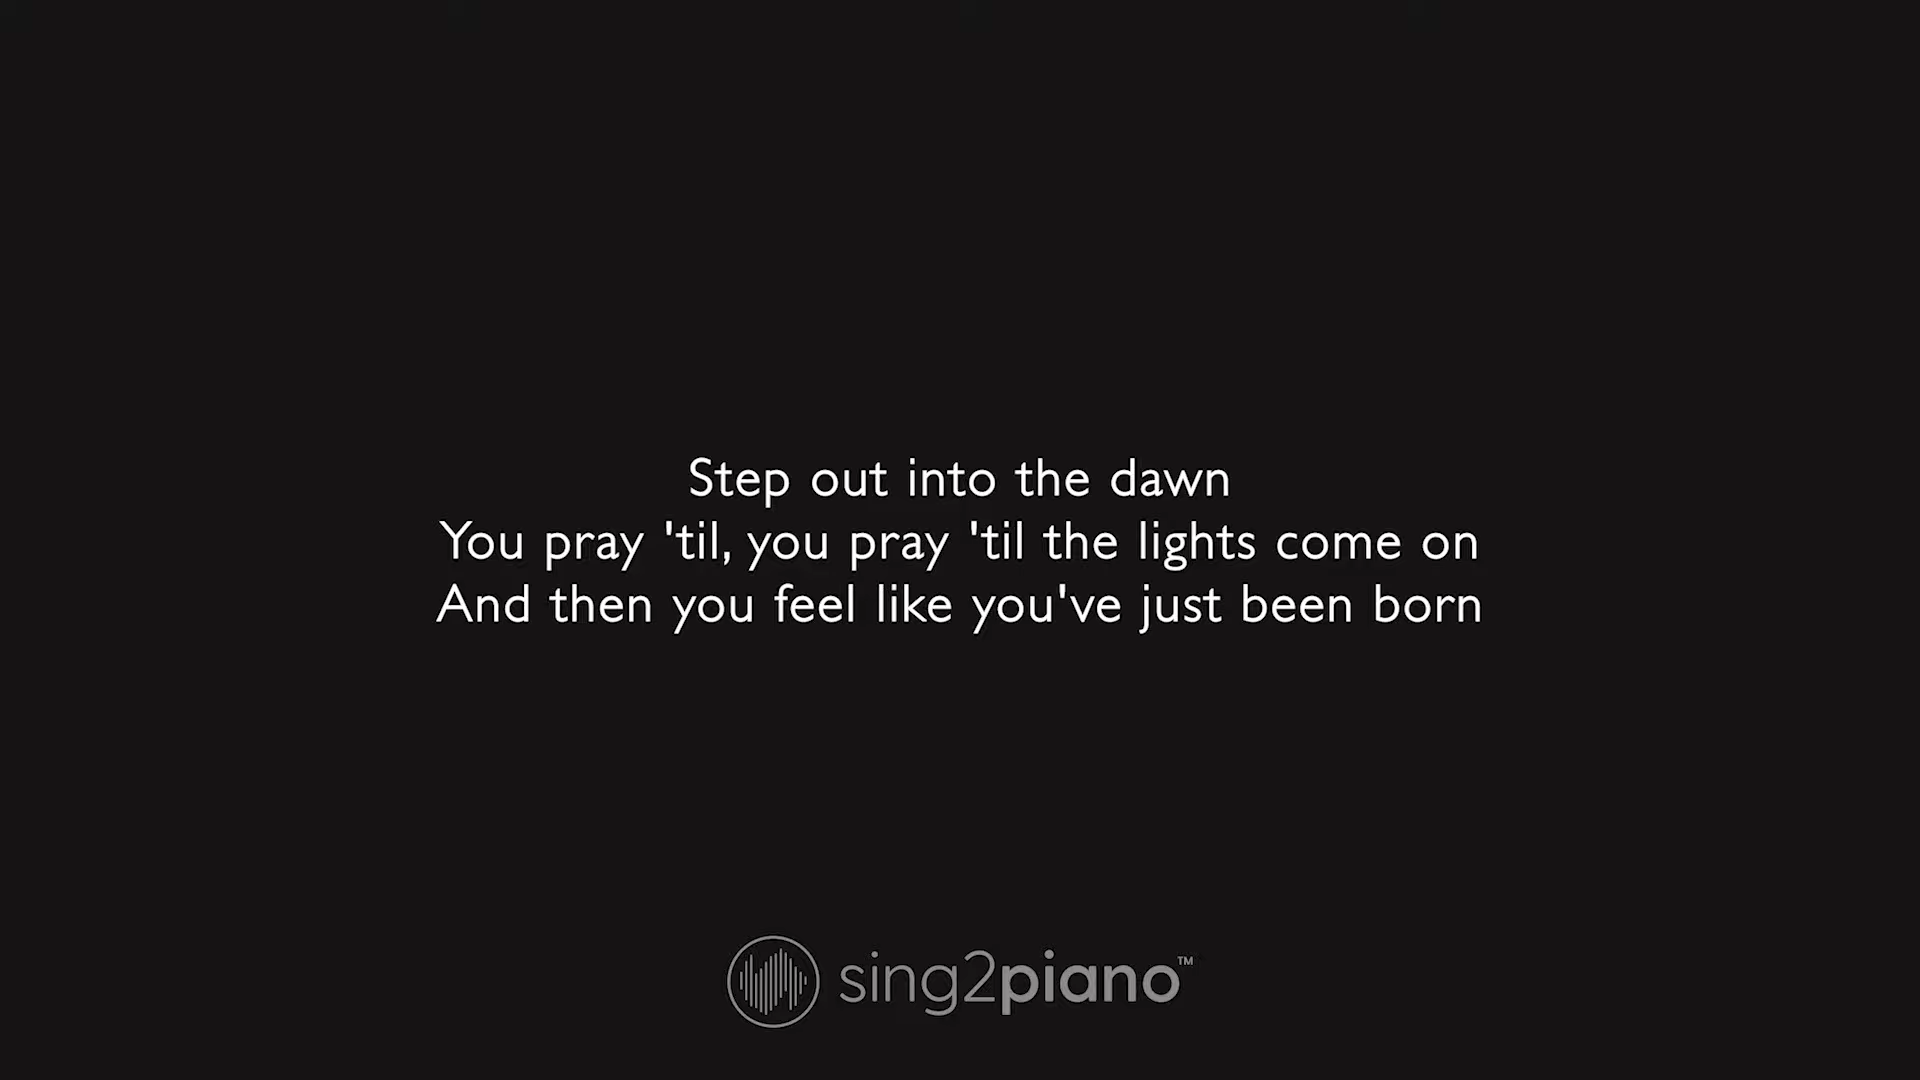 Step out into the dawn
You pray 'til, you pray 'til the lights come on
And then you feel like you've just been born
sing2piano™